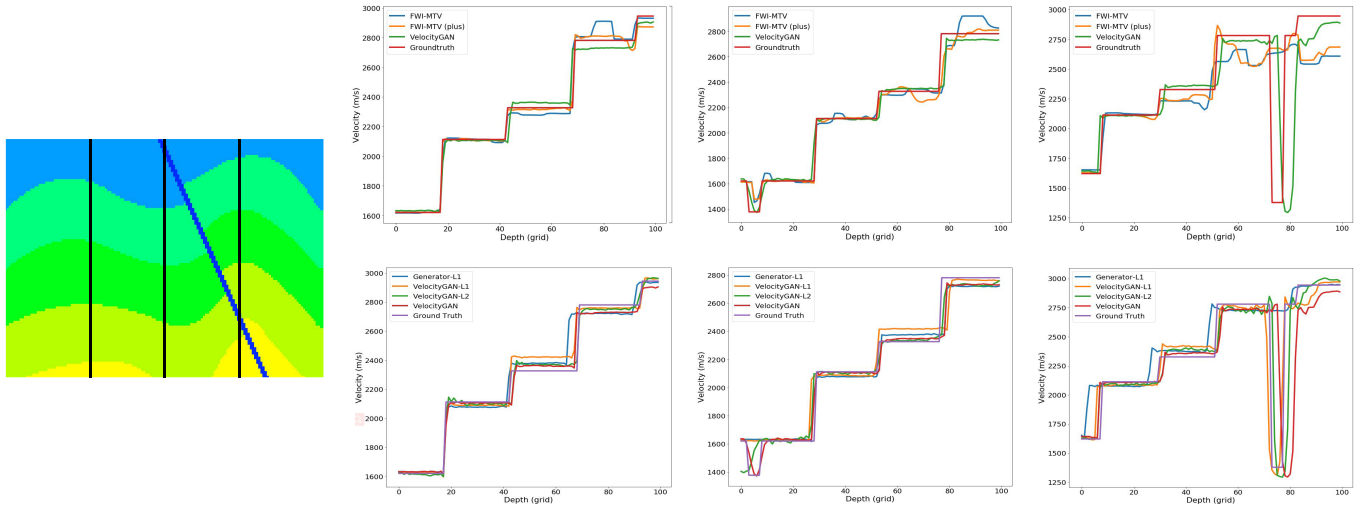 FWI-MTV
FWI-MTV (plus)
VelocityGAN
Groundtruth
Velocity (m/s)
3000
2800
2600
2400
2200
2000
1800
1600
0 20 40 60 80 100
Depth (grid)
FWI-MTV
FWI-MTV (plus)
VelocityGAN
Groundtruth
Velocity (m/s)
2800
2600
2400
2200
2000
1800
1600
1400
0 20 40 60 80 100
Depth (grid)
FWI-MTV
FWI-MTV (plus)
VelocityGAN
Groundtruth
Velocity (m/s)
3000
2750
2500
2250
2000
1750
1500
1250
0 20 40 60 80 100
Depth (grid)
Generator-L1
VelocityGAN-L1
VelocityGAN-L2
VelocityGAN
Ground Truth
Velocity (m/s)
3000
2800
2600
2400
2200
2000
1800
1600
0 20 40 60 80 100
Depth (grid)
Generator-L1
VelocityGAN-L1
VelocityGAN-L2
VelocityGAN
Ground Truth
Velocity (m/s)
2800
2600
2400
2200
2000
1800
1600
1400
0 20 40 60 80 100
Depth (grid)
Generator-L1
VelocityGAN-L1
VelocityGAN-L2
VelocityGAN
Ground Truth
Velocity (m/s)
3000
2750
2500
2250
2000
1750
1500
1250
0 20 40 60 80 100
Depth (grid)